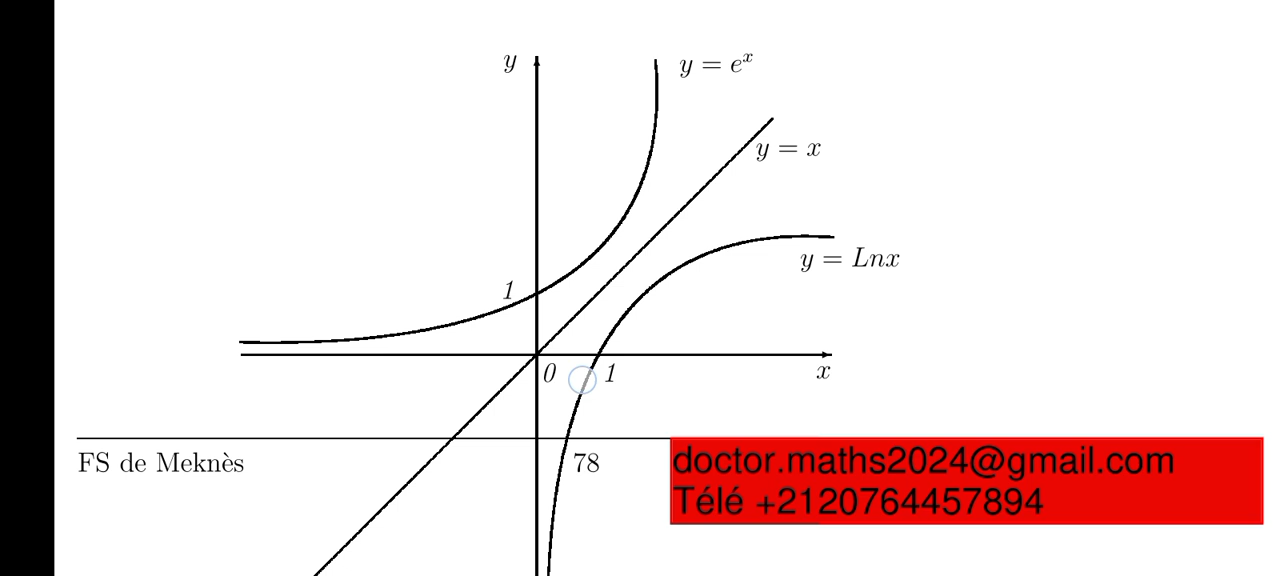 y
y = e^x
y = x
y = Lnx
1
0
1
x
FS de Meknès
78
doctor.maths2024@gmail.com
Télé +2120764457894